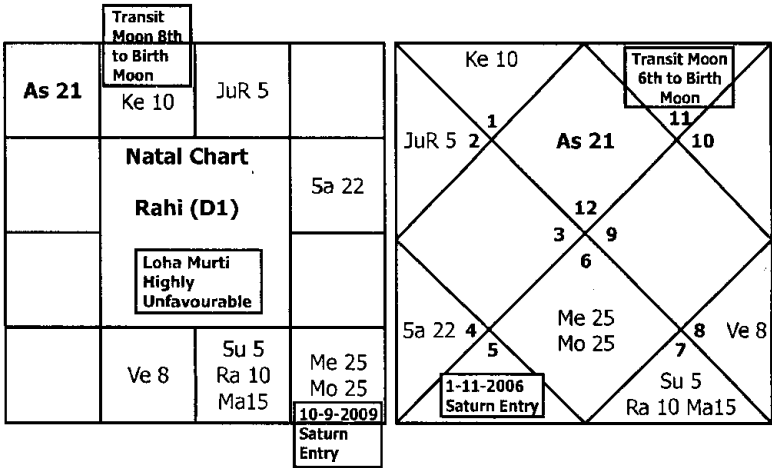 Transit
Moon 8th
to Birth
Moon
As 21
Ke 10
JuR 5
Natal Chart
Rahi (D1)
5a 22
Loha Murti
Highly
Unfavourable
Ve 8
Su 5
Ra 10
Ma15
Me 25
Mo 25
10-9-2009
Saturn
Entry
Ke 10
Transit Moon
6th to Birth
Moon
1
11
JuR 5
2
As 21
10
12
3
9
6
5a 22
4
Me 25
Mo 25
8
Ve 8
5
7
1-11-2006
Saturn Entry
Su 5
Ra 10 Ma15